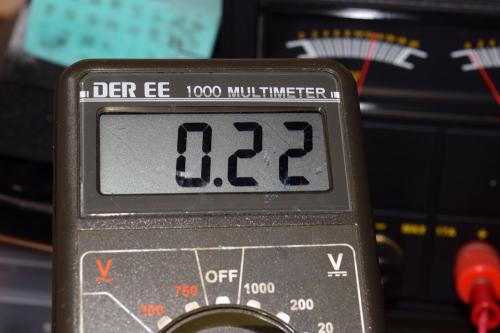 DER EE 1000 MULTIMETER
0.22
OFF
V 750 1000 V
300 200
20